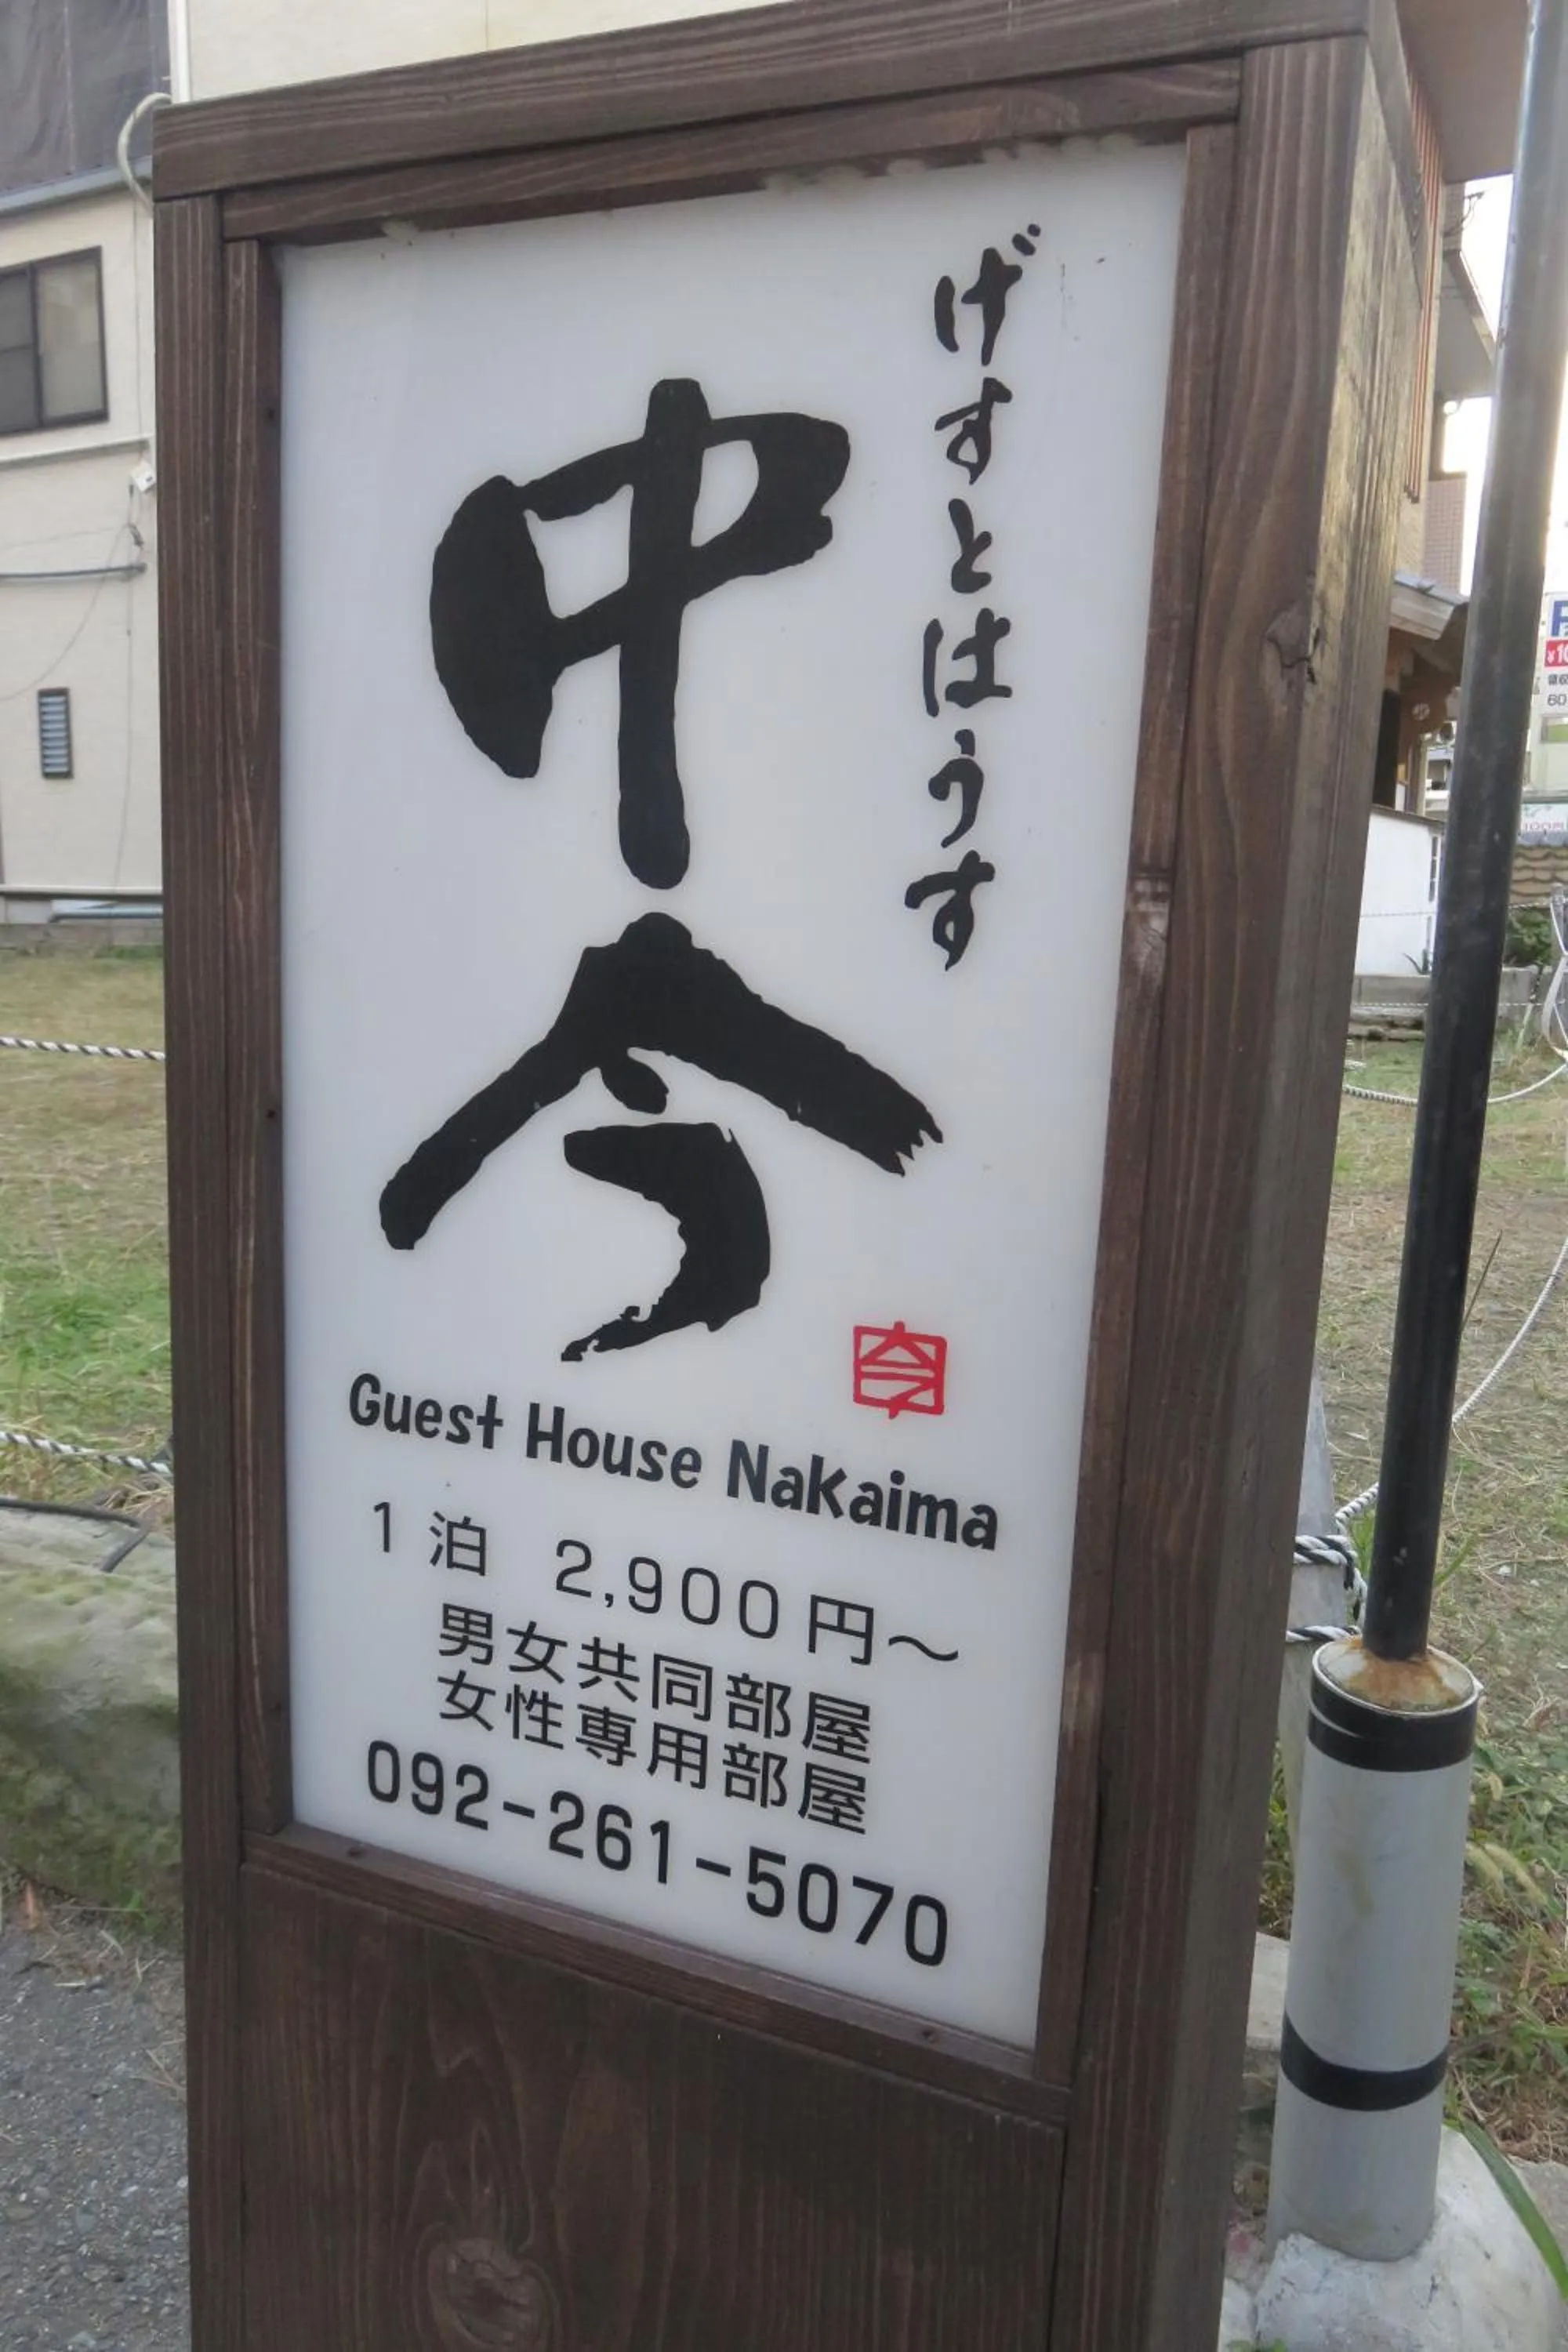 げすとはうす
中今
Guest House Nakaima
1泊 2,900円~
男女共同部屋
女性専用部屋
092-261-5070